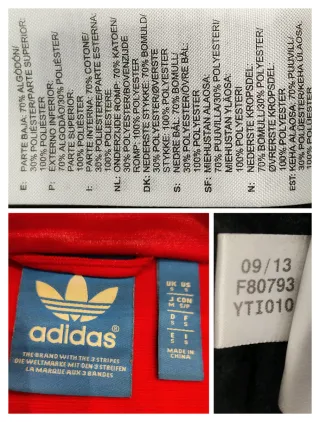 E: PARTE BAJA: 70% ALGODÓN/
30% POLIÉSTER/PARTE SUPERIOR:
100% POLIÉSTER
P: EXTERNO INFERIOR:
70% ALGODÃO/30% POLIÉSTER/
100% POLIÉSTER
I: PARTE INTERNA: 70% COTONE/
30% POLIESTERE/PARTE ESTERNA:
100% POLIESTERE
NL: ONDERZIJDE ROMP: 70% KATOEN/
30% POLYESTER/BOVENZIJDE
ROMP: 100% POLYESTER
DK: NEDERSTE STYKKE: 70% BOMULD/
30% POLYESTER/ØVERSTE
STYKKE: 100% POLYESTER
S: NEDRE BÅL: 70% BOMULL/
30% POLYESTER/ÖVRE BÅL:
100% POLYESTER
SF: MIEHUSTAN ALAOSA:
70% PUUVILLA/30% POLYESTERI/
MIEHUSTAN YLÄOSA:
100% POLYESTERI
N: NEDERSTE KROPSDEL:
70% BOMULL/30% POLYESTER/
ØVRERSTE KROPSDEL:
100% POLYESTER
EST: KEHA ALAOSA: 70% PUUVILL/
30% POLÜESTER/KEHA ÜLAOSA:
100% POLÜESTER
adidas®
THE BRAND WITH THE 3 STRIPES
DIE WELTMARKE MIT DEN 3 STREIFEN
LA MARQUE AUX 3 BANDES
UK US
S S
J CDN
M S/P
D F
S S
E I
S S
MADE IN
CHINA
09/13
F80793
YTI010